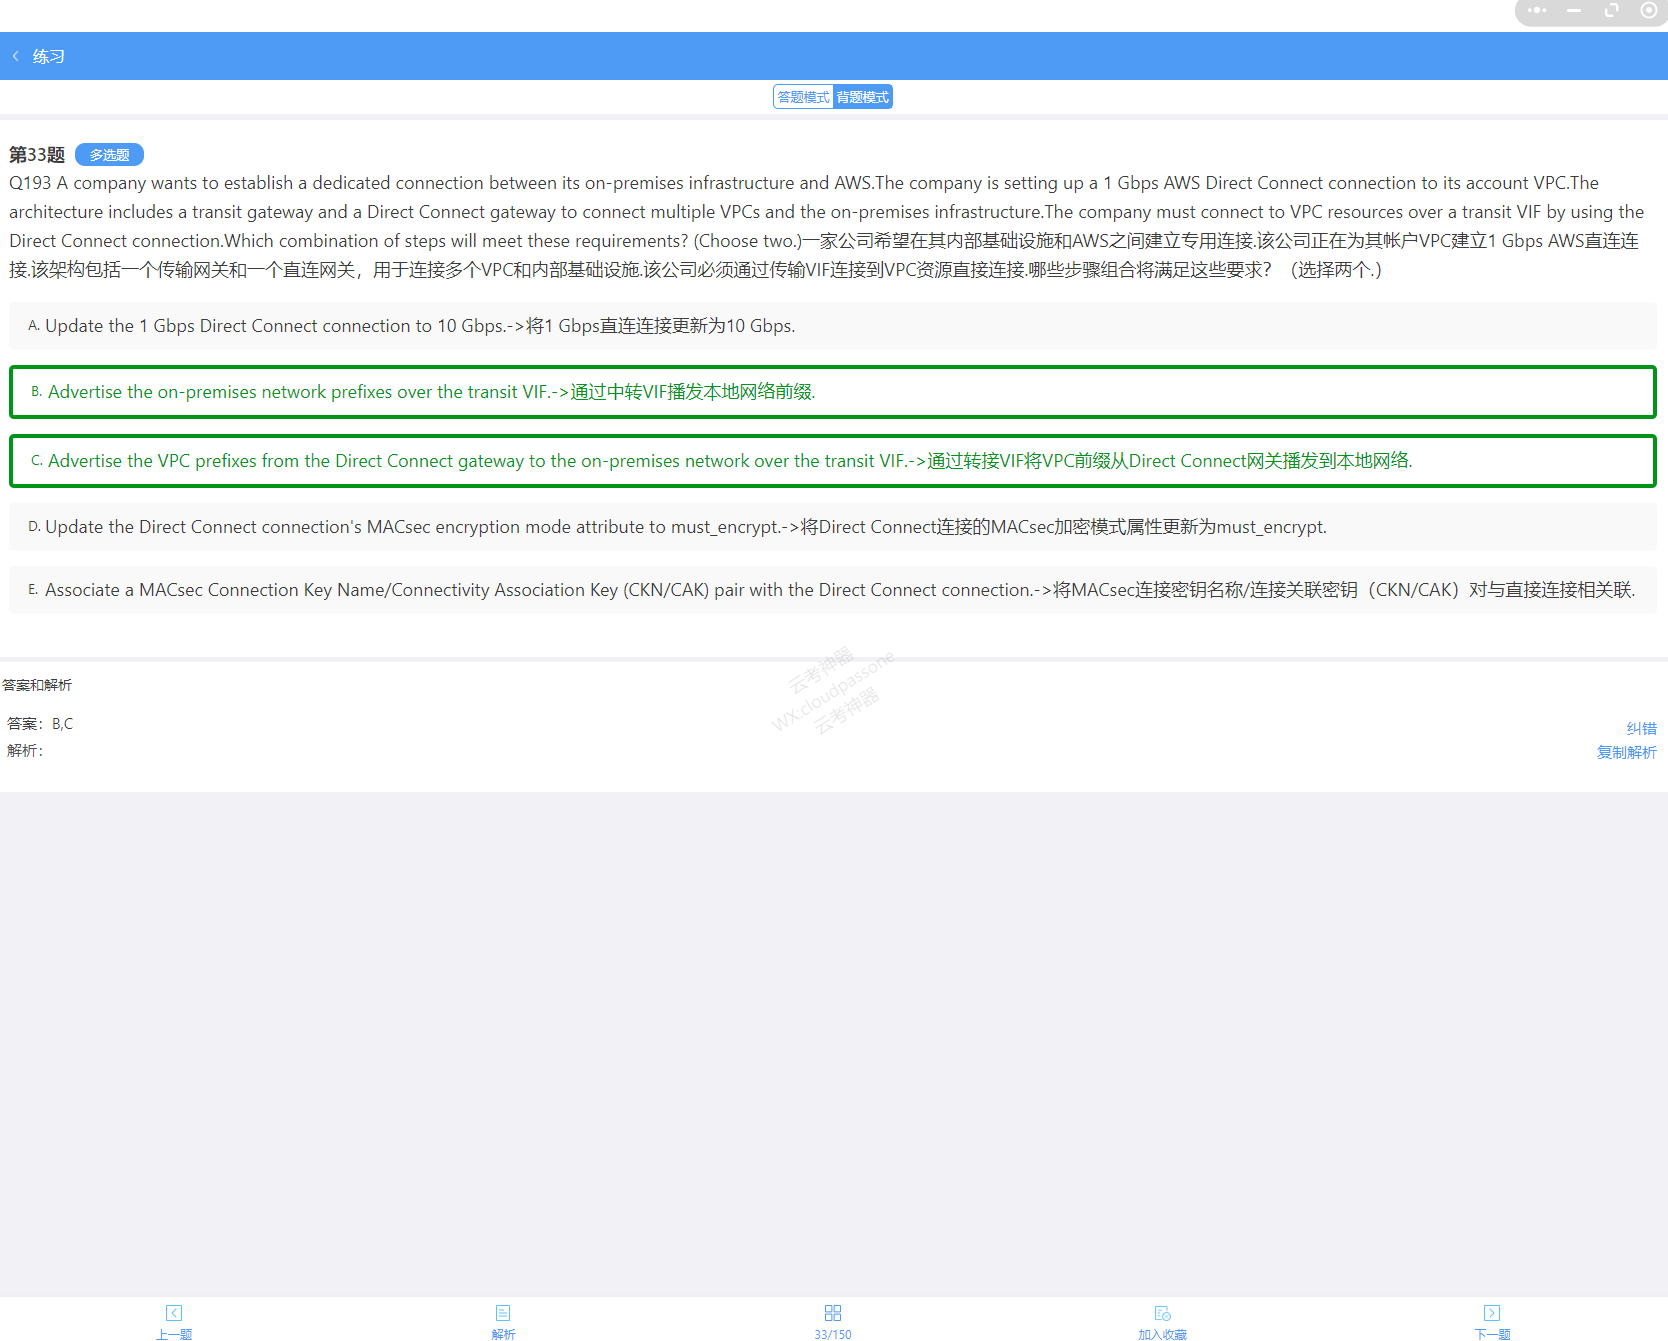 练习
答题模式 背题模式
第33题 多选题
Q193 A company wants to establish a dedicated connection between its on-premises infrastructure and AWS.The company is setting up a 1 Gbps AWS Direct Connect connection to its account VPC.The
architecture includes a transit gateway and a Direct Connect gateway to connect multiple VPCs and the on-premises infrastructure.The company must connect to VPC resources over a transit VIF by using the
Direct Connect connection.Which combination of steps will meet these requirements? (Choose two.)一家公司希望在其内部基础设施和AWS之间建立专用连接.该公司正在为其帐户VPC建立1 Gbps AWS直连连
接.该架构包括一个传输网关和一个直连网关，用于连接多个VPC和内部基础设施.该公司必须通过传输VIF连接到VPC资源直接连接.哪些步骤组合将满足这些要求？（选择两个.）
A. Update the 1 Gbps Direct Connect connection to 10 Gbps.->将1 Gbps直连连接更新为10 Gbps.
B. Advertise the on-premises network prefixes over the transit VIF.->通过中转VIF播发本地网络前缀.
C. Advertise the VPC prefixes from the Direct Connect gateway to the on-premises network over the transit VIF.->通过转接VIF将VPC前缀从Direct Connect网关播发到本地网络.
D. Update the Direct Connect connection's MACsec encryption mode attribute to must_encrypt.->将Direct Connect连接的MACsec加密模式属性更新为must_encrypt.
E. Associate a MACsec Connection Key Name/Connectivity Association Key (CKN/CAK) pair with the Direct Connect connection.->将MACsec连接密钥名称/连接关联密钥（CKN/CAK）对与直接连接相关联.
云考神器
WX:cloudpassone
云考神器
答案和解析
答案：B,C
解析：
纠错
复制解析
上一题 解析 33/150 加入收藏 下一题